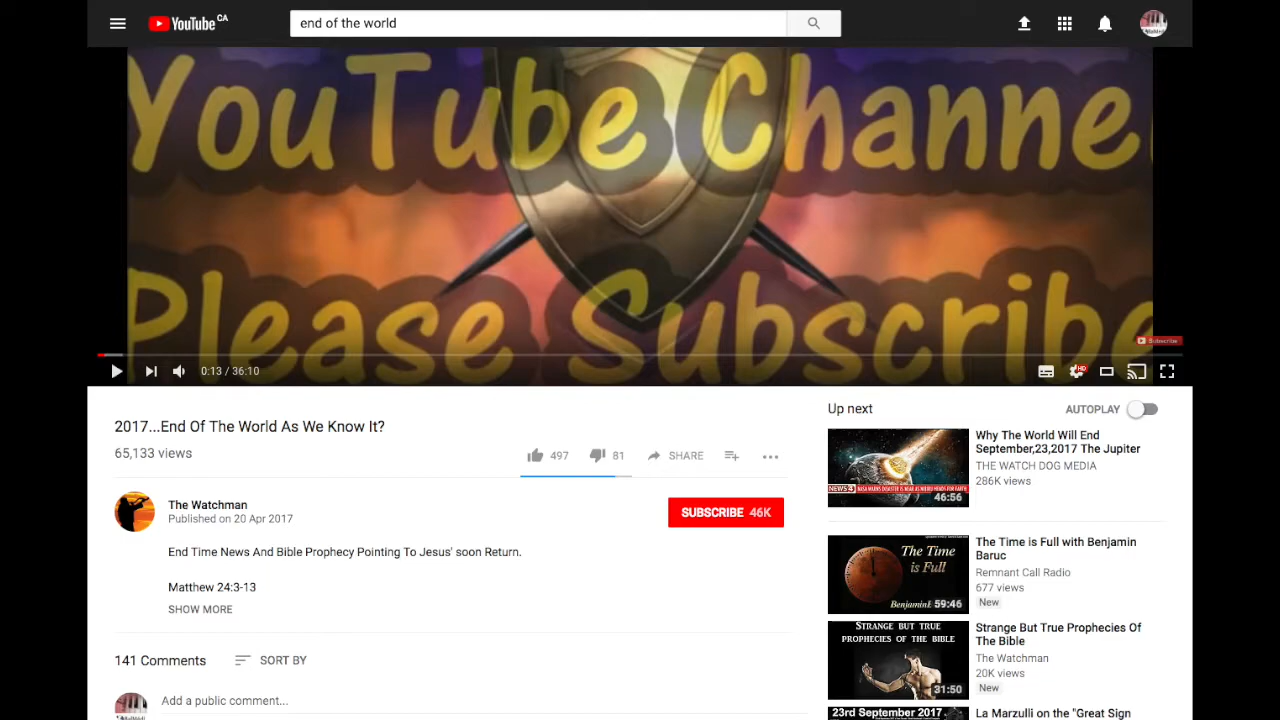 YouTube CA
end of the world
YouTube Channe
Please Subscribe
Subscribe
0:13 / 36:10
HD
2017...End Of The World As We Know It?
65,133 views
497
81
SHARE
The Watchman
Published on 20 Apr 2017
SUBSCRIBE 46K
End Time News And Bible Prophecy Pointing To Jesus' soon Return.
Matthew 24:3-13
SHOW MORE
141 Comments
SORT BY
Add a public comment...
Up next
AUTOPLAY
NEWS 4
46:56
Why The World Will End
September,23,2017 The Jupiter
THE WATCH DOG MEDIA
286K views
The Time
is Full
59:46
The Time is Full with Benjamin
Baruc
Remnant Call Radio
677 views
New
STRANGE BUT TRUE
PROPHECIES OF THE BIBLE
31:50
Strange But True Prophecies Of
The Bible
The Watchman
20K views
New
23rd September 2017
La Marzulli on the "Great Sign